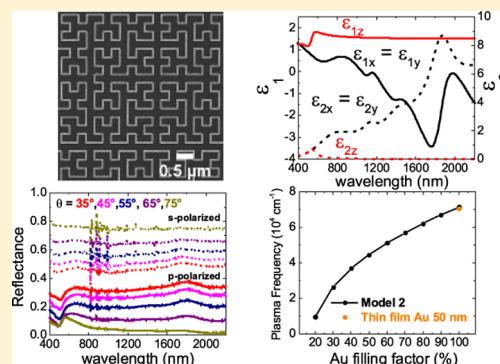 0.5 µm
ε1z
ε1x = ε1y
ε2x = ε2y
ε2z
ε1
1
0
-1
-2
-3
-4
10
8
6
4
2
0
400 800 1200 1600 2000
wavelength (nm)
1.0
0.8
0.6
0.4
0.2
0.0
Reflectance
θ = 35°,45°,55°,65°,75°
s-polarized
p-polarized
400 800 1200 1600 2000
wavelength (nm)
8
6
4
2
0
Plasma Frequency (10⁴ cm⁻¹)
Model 2
Thin film Au 50 nm
20 30 40 50 60 70 80 90 100
Au filling factor (%)